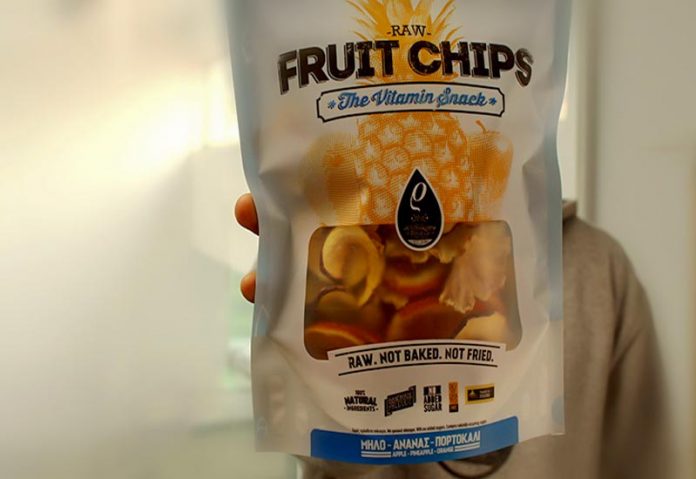 -RAW-
FRUIT CHIPS
The Vitamin Snack
RAW. NOT BAKED. NOT FRIED.
100%
NATURAL
INGREDIENTS
NO
ADDED
SUGAR
ΜΗΛΟ - ΑΝΑΝΑΣ - ΠΟΡΤΟΚΑΛΙ
APPLE - PINEAPPLE - ORANGE